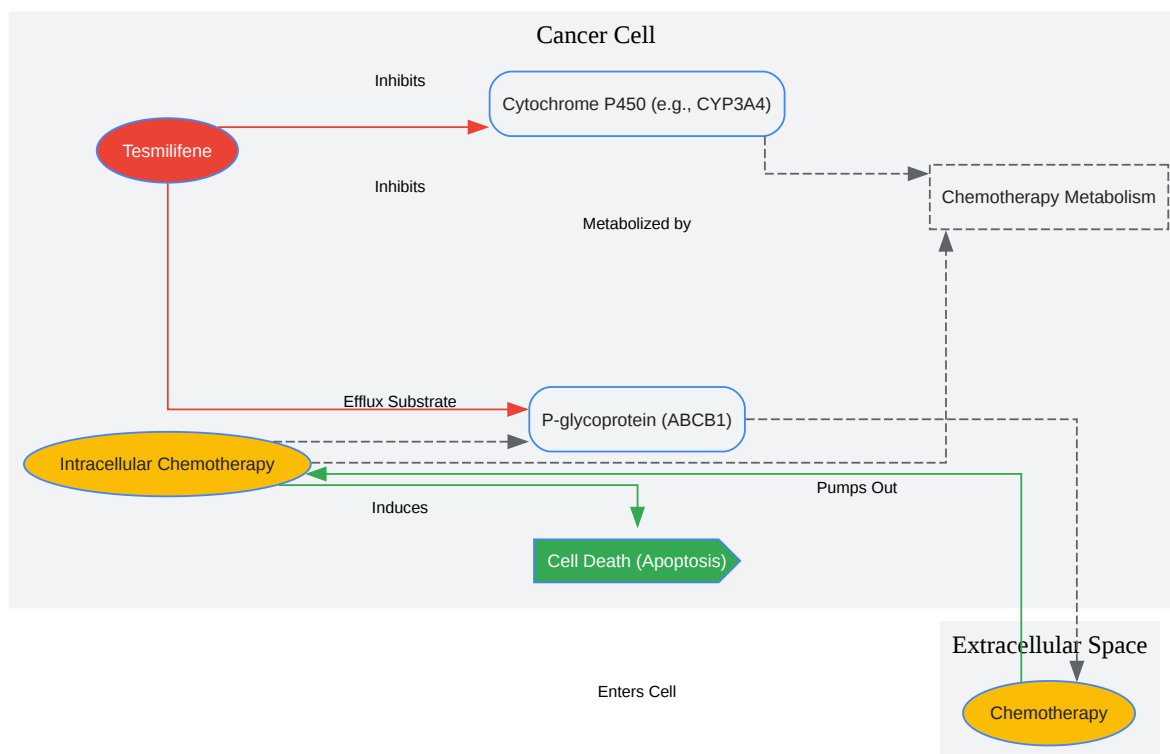 Cancer Cell
Inhibits
Cytochrome P450 (e.g., CYP3A4)
Tesmilifene
Inhibits
Chemotherapy Metabolism
Metabolized by
Efflux Substrate
P-glycoprotein (ABCB1)
Intracellular Chemotherapy
Pumps Out
Induces
Cell Death (Apoptosis)
Extracellular Space
Enters Cell
Chemotherapy